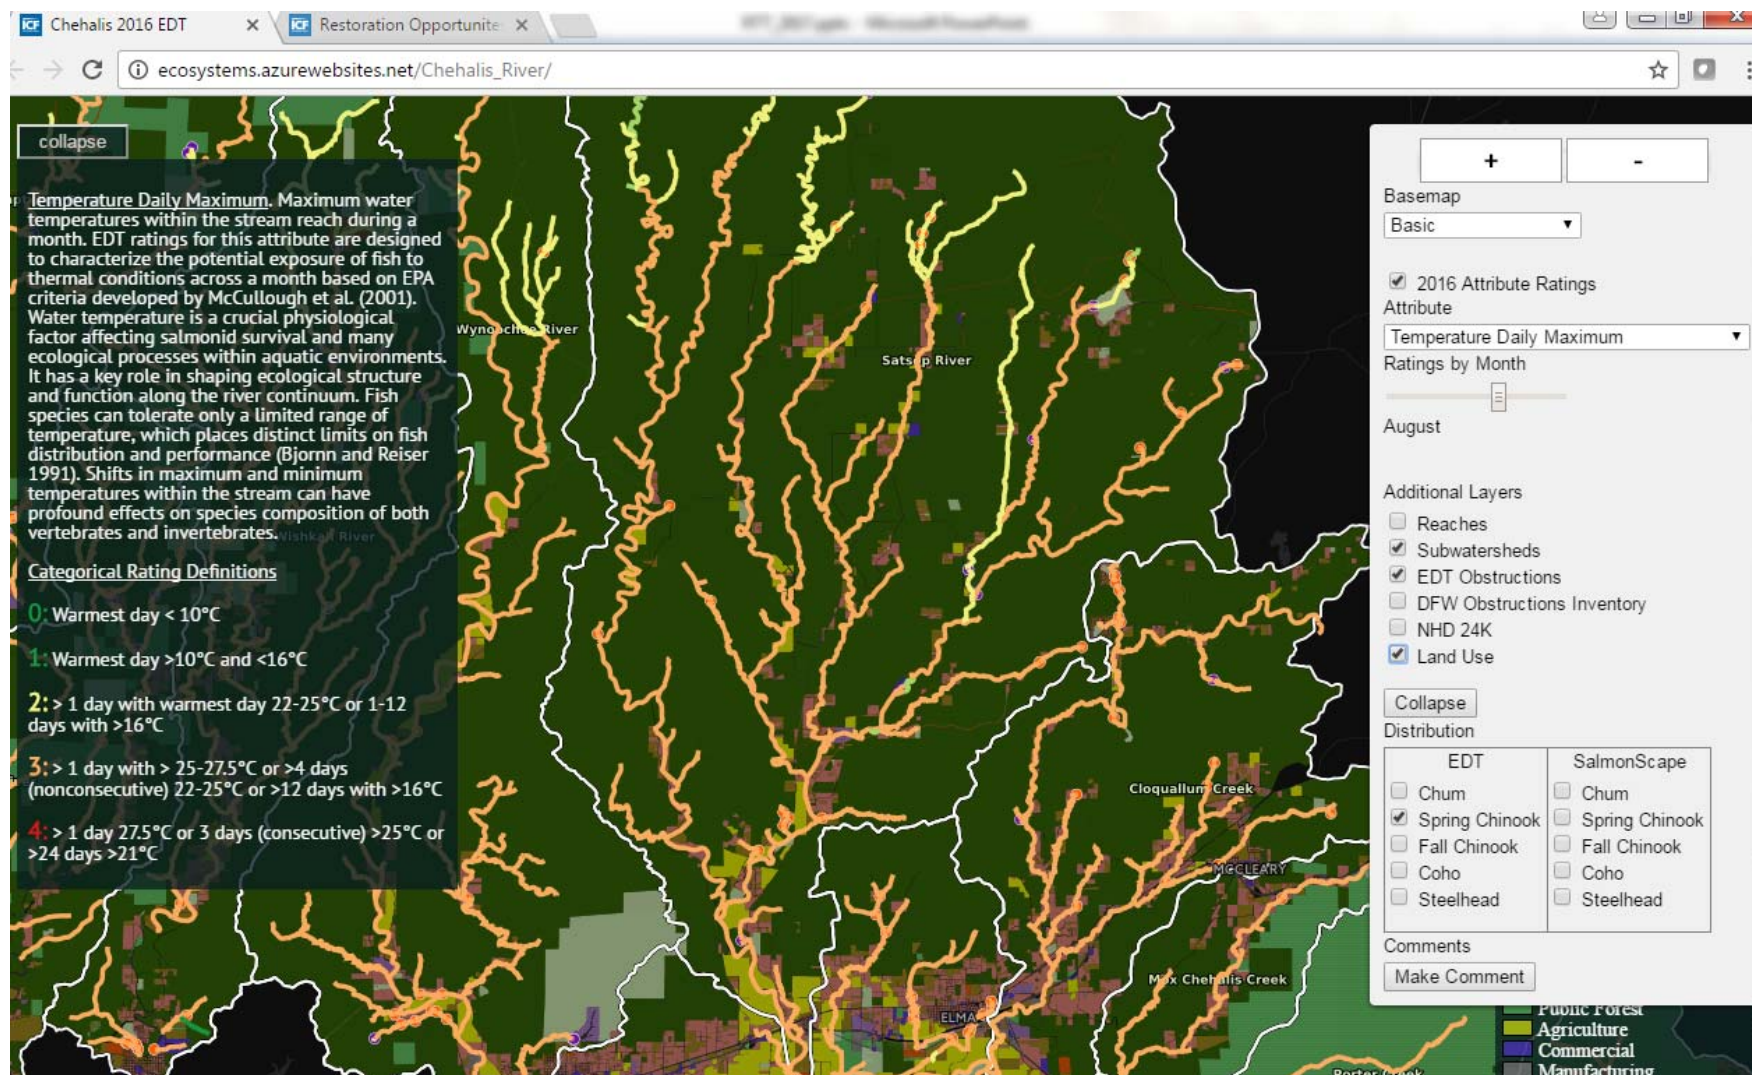 Chehalis 2016 EDT
Restoration Opportunite
ecosystems.azurewebsites.net/Chehalis_River/
collapse
Temperature Daily Maximum. Maximum water
temperatures within the stream reach during a
month. EDT ratings for this attribute are designed
to characterize the potential exposure of fish to
thermal conditions across a month based on EPA
criteria developed by McCullough et al. (2001).
Water temperature is a crucial physiological
factor affecting salmonid survival and many
ecological processes within aquatic environments.
It has a key role in shaping ecological structure
and function along the river continuum. Fish
species can tolerate only a limited range of
temperature, which places distinct limits on fish
distribution and performance (Bjornn and Reiser
1991). Shifts in maximum and minimum
temperatures within the stream can have
profound effects on species composition of both
vertebrates and invertebrates.
Categorical Rating Definitions
0: Warmest day < 10°C
1: Warmest day >10°C and <16°C
2: > 1 day with warmest day 22-25°C or 1-12
days with >16°C
3: > 1 day with > 25-27.5°C or >4 days
(nonconsecutive) 22-25°C or >12 days with >16°C
4: > 1 day 27.5°C or 3 days (consecutive) >25°C or
>24 days >21°C
Wynoochee River
Wishkah River
Satsop River
Cloquallum Creek
MCCLEARY
Mox Chehalis Creek
ELMA
Porter Creek
+
-
Basemap
Basic
2016 Attribute Ratings
Attribute
Temperature Daily Maximum
Ratings by Month
August
Additional Layers
Reaches
Subwatersheds
EDT Obstructions
DFW Obstructions Inventory
NHD 24K
Land Use
Collapse
Distribution
EDT SalmonScape
Chum Chum
Spring Chinook Spring Chinook
Fall Chinook Fall Chinook
Coho Coho
Steelhead Steelhead
Comments
Make Comment
Public Forest
Agriculture
Commercial
Manufacturing